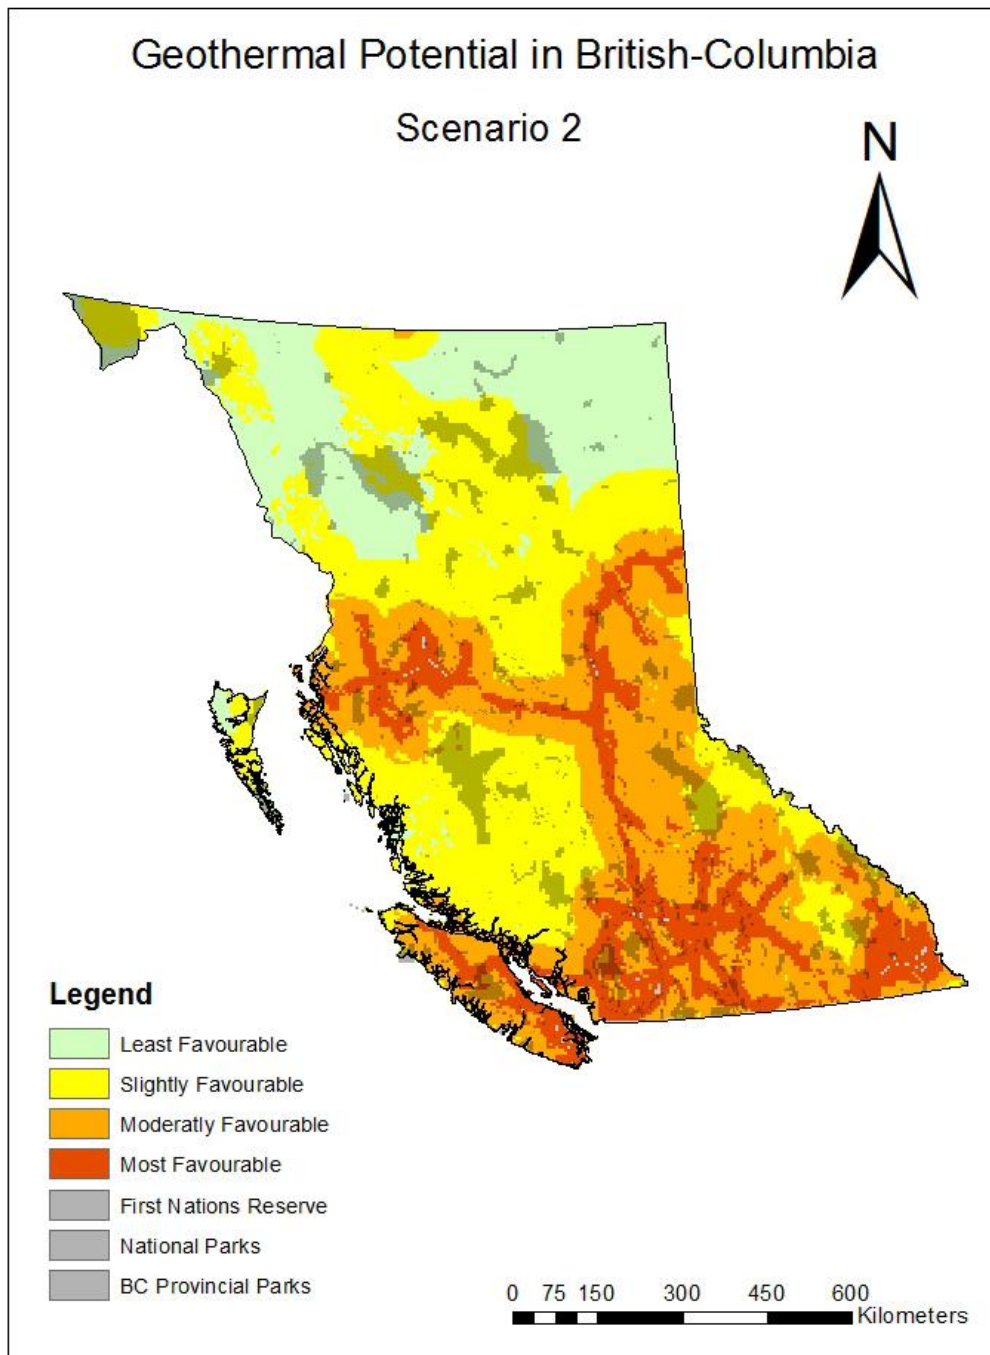 Geothermal Potential in British-Columbia
Scenario 2
N
Legend
Least Favourable
Slightly Favourable
Moderatly Favourable
Most Favourable
First Nations Reserve
National Parks
BC Provincial Parks
0 75 150 300 450 600
Kilometers